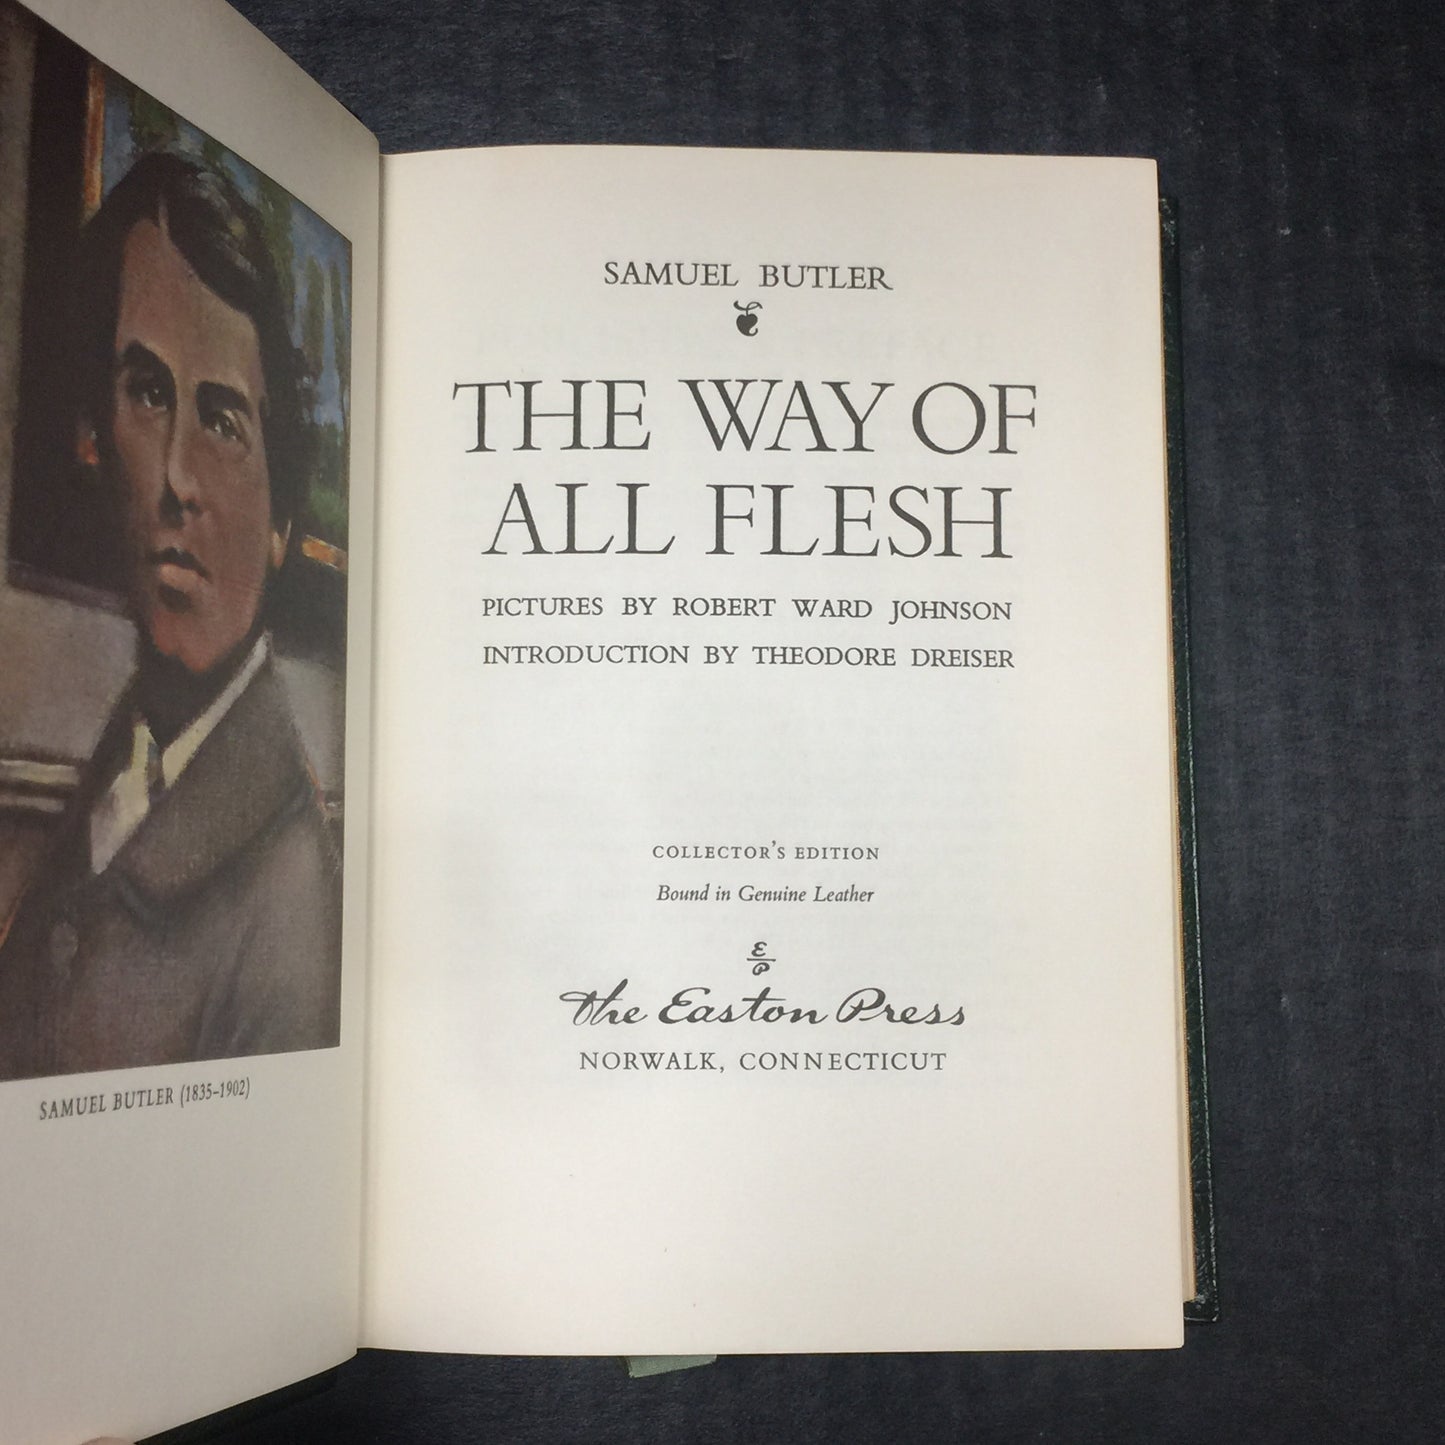 SAMUEL BUTLER (1835–1902)
SAMUEL BUTLER
THE WAY OF
ALL FLESH
PICTURES BY ROBERT WARD JOHNSON
INTRODUCTION BY THEODORE DREISER
COLLECTOR'S EDITION
Bound in Genuine Leather
E
P
The Easton Press
NORWALK, CONNECTICUT